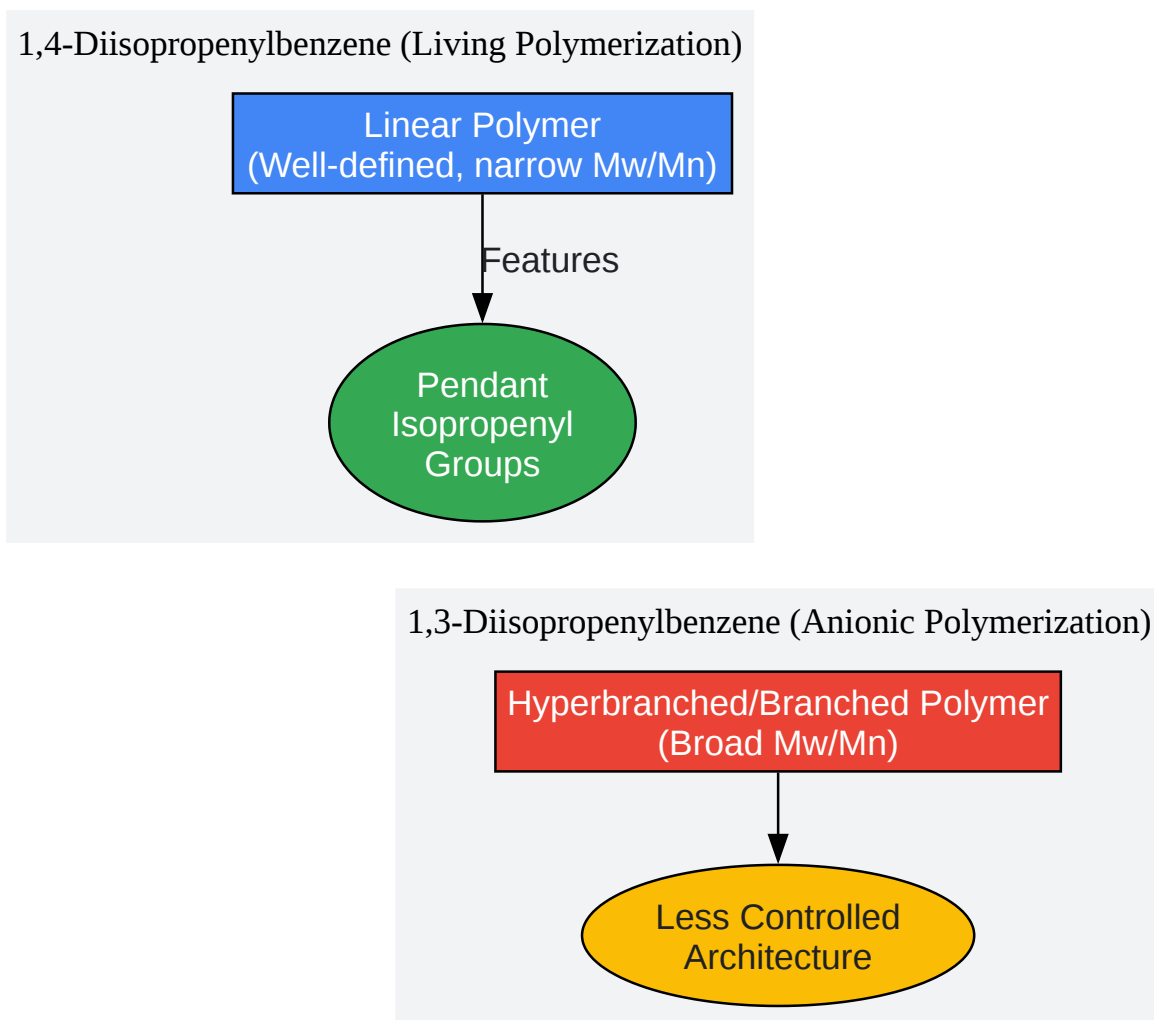 1,4-Diisopropenylbenzene (Living Polymerization)
Linear Polymer
(Well-defined, narrow Mw/Mn)
Features
Pendant
Isopropenyl
Groups
1,3-Diisopropenylbenzene (Anionic Polymerization)
Hyperbranched/Branched Polymer
(Broad Mw/Mn)
Less Controlled
Architecture